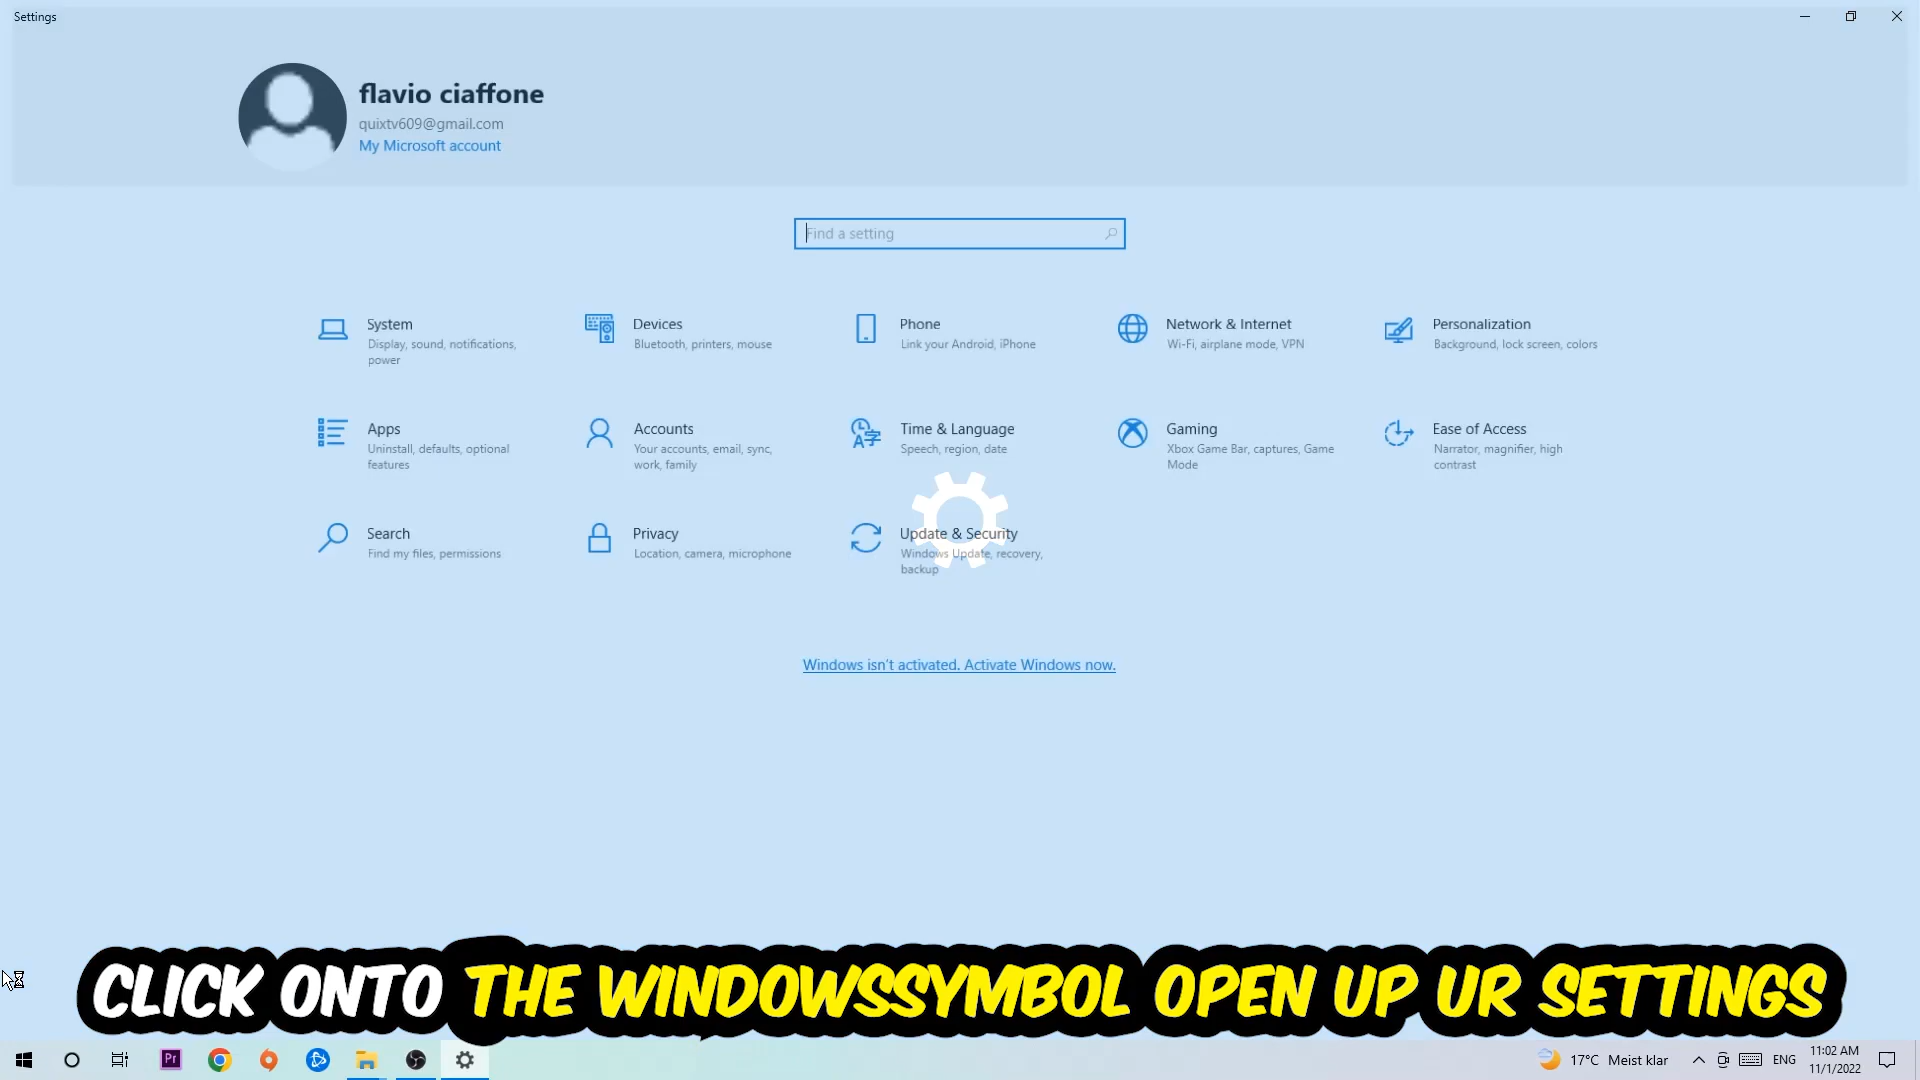 Settings
flavio ciaffone
quixtv609@gmail.com
My Microsoft account
Find a setting
System
Display, sound, notifications,
power
Devices
Bluetooth, printers, mouse
Phone
Link your Android, iPhone
Network & Internet
Wi-Fi, airplane mode, VPN
Personalization
Background, lock screen, colors
Apps
Uninstall, defaults, optional
features
Accounts
Your accounts, email, sync,
work, family
Time & Language
Speech, region, date
Gaming
Xbox Game Bar, captures, Game
Mode
Ease of Access
Narrator, magnifier, high
contrast
Search
Find my files, permissions
Privacy
Location, camera, microphone
Update & Security
Windows Update, recovery,
backup
Windows isn't activated. Activate Windows now.
CLICK ONTO THE WINDOWSSYMBOL OPEN UP UR SETTINGS
Pr
17°C Meist klar
ENG
11:02 AM
11/1/2022